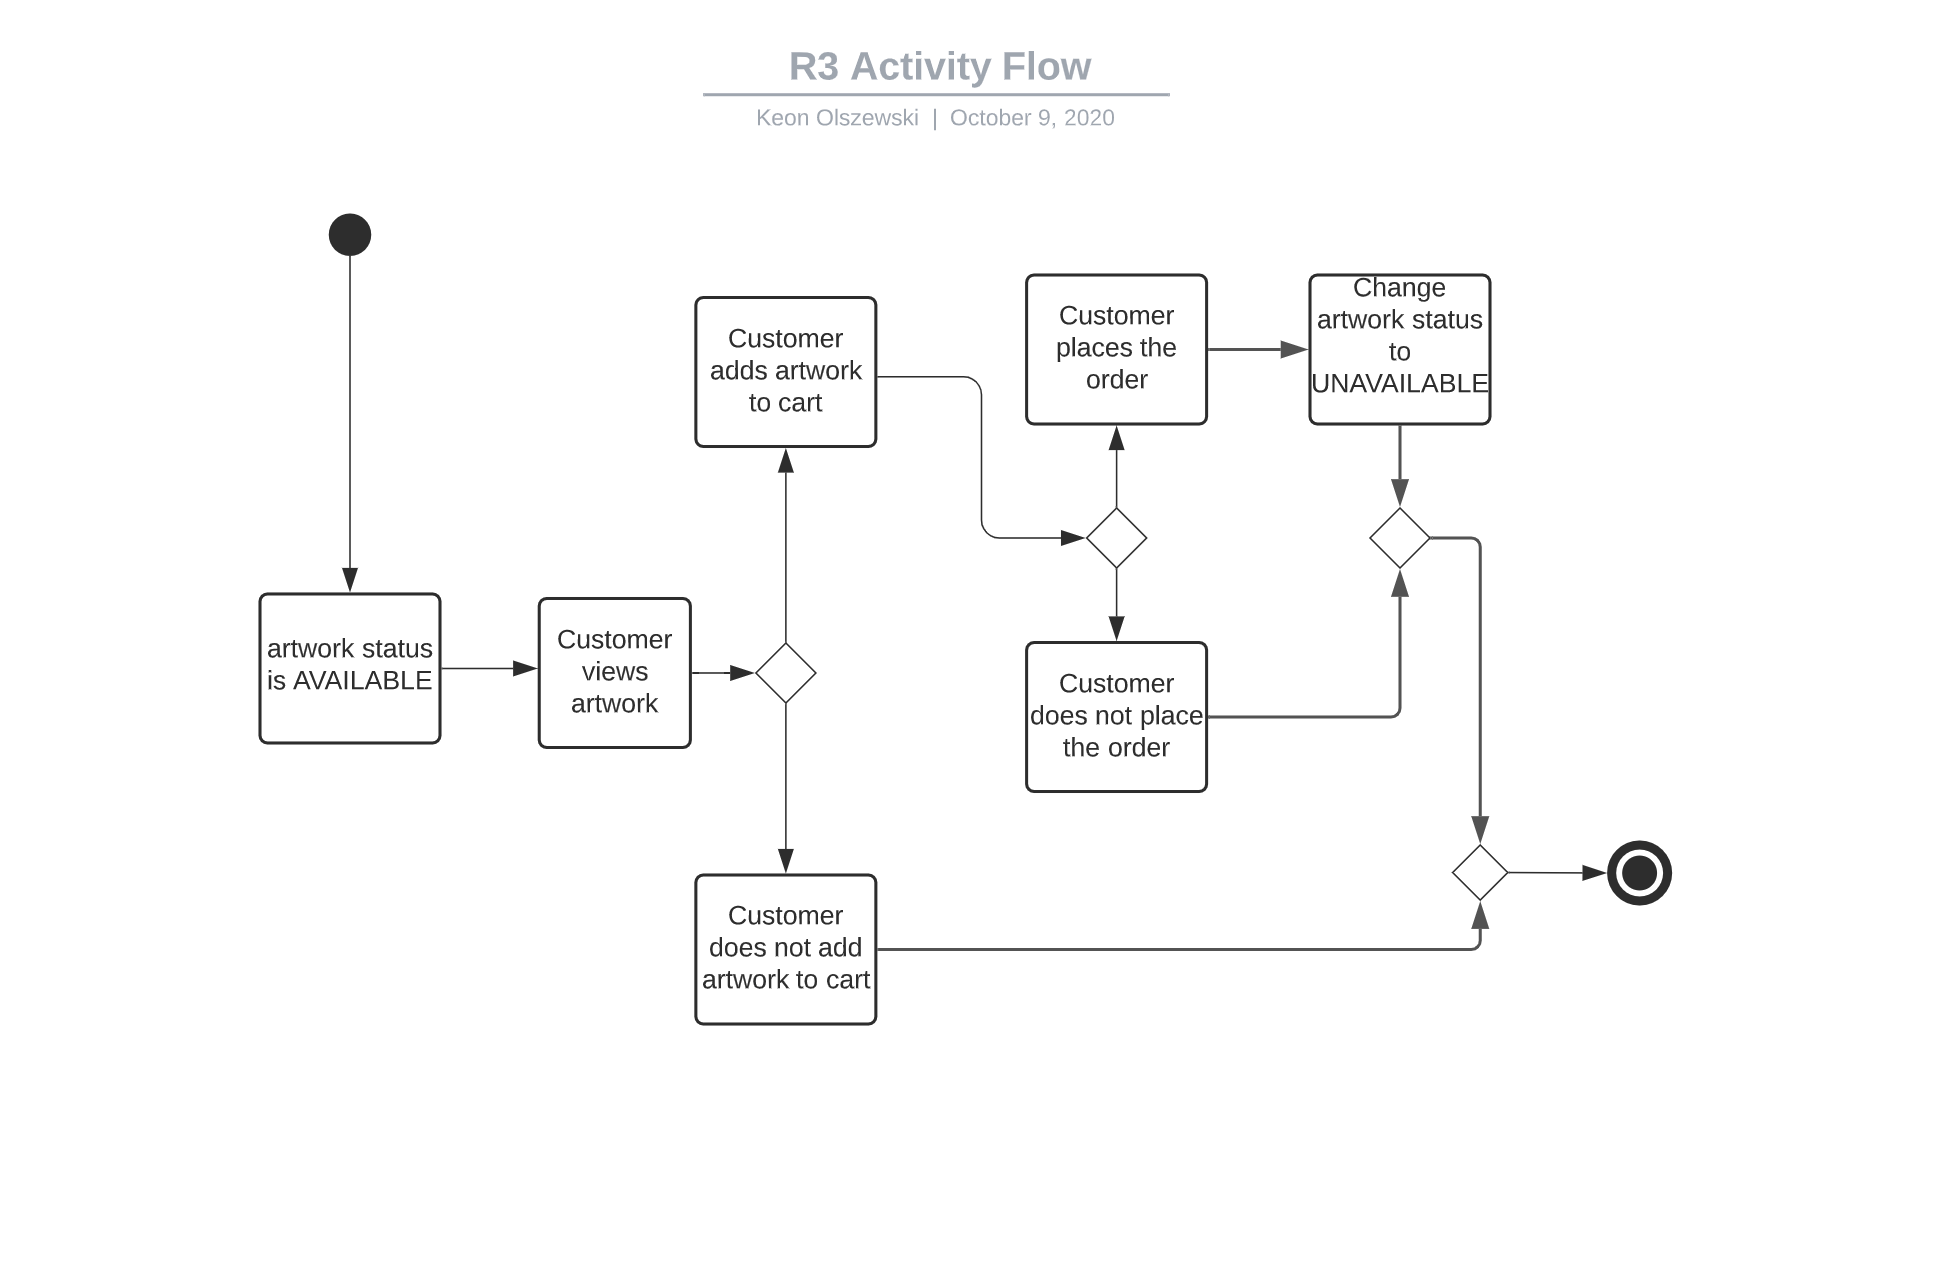 R3 Activity Flow
Keon Olszewski | October 9, 2020
artwork status
is AVAILABLE
Customer
views
artwork
Customer
adds artwork
to cart
Customer
does not add
artwork to cart
Customer
places the
order
Customer
does not place
the order
Change
artwork status
to
UNAVAILABLE